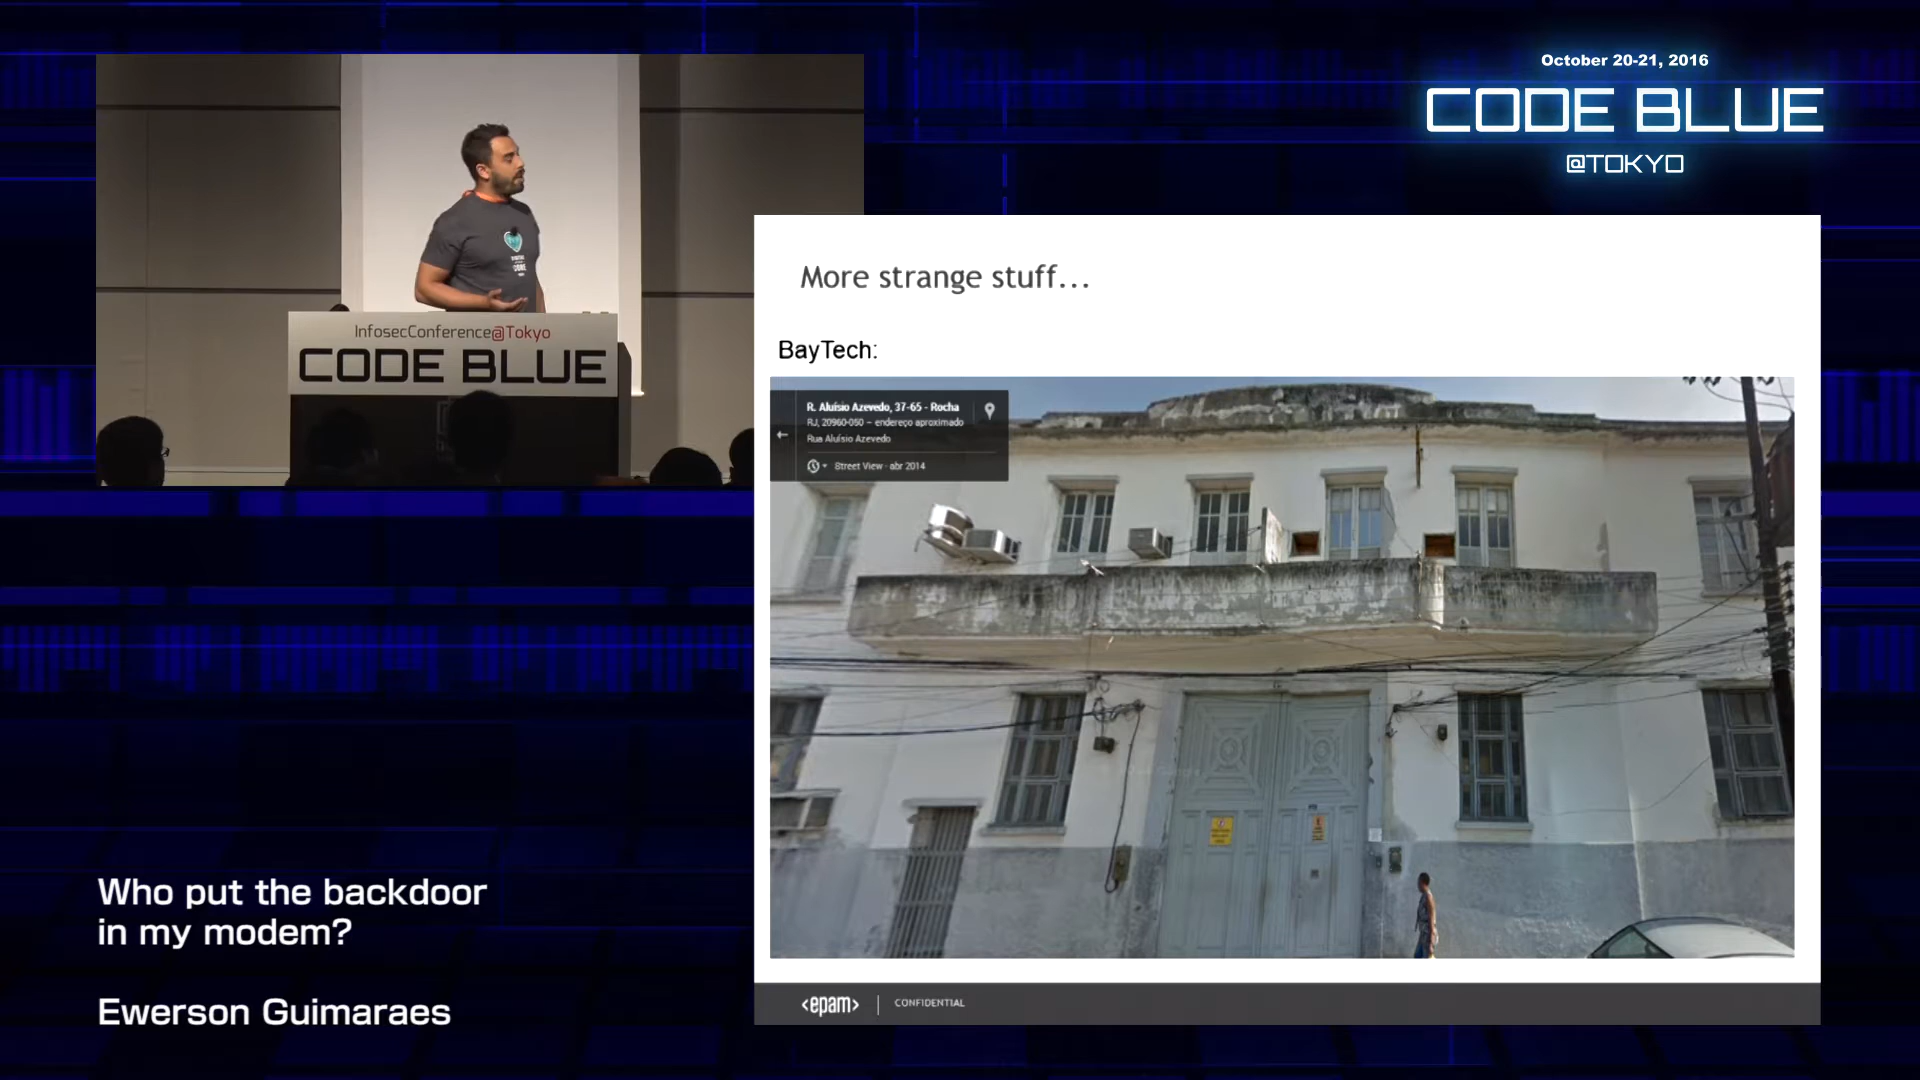 October 20-21, 2016
CODE BLUE
@TOKYO
InfosecConference@Tokyo
CODE BLUE
More strange stuff...
BayTech:
R. Aluísio Azevedo, 37-65 - Rocha
RJ, 20960-050 – endereço aproximado
Rua Aluísio Azevedo
Street View - abr 2014
Who put the backdoor
in my modem?
Ewerson Guimaraes
<epam>
CONFIDENTIAL